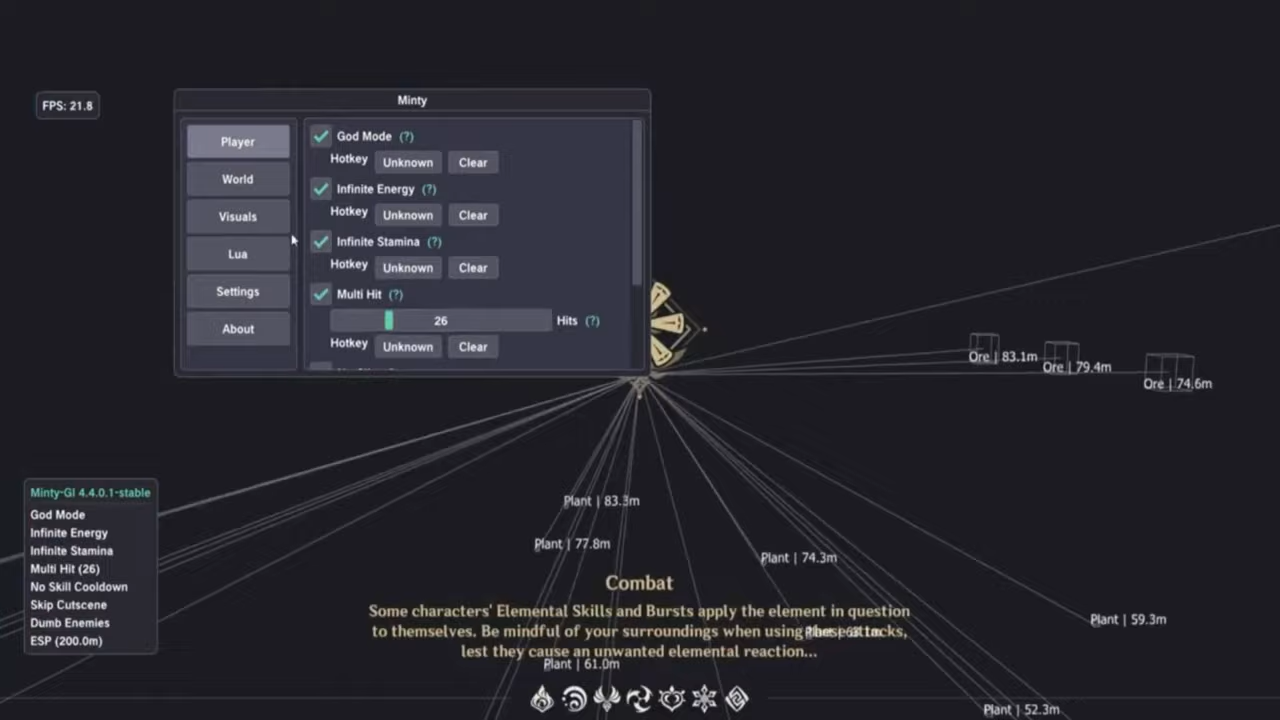 Minty
FPS: 21.8
Player
World
Visuals
Lua
Settings
About
God Mode (?)
Hotkey Unknown Clear
Infinite Energy (?)
Hotkey Unknown Clear
Infinite Stamina (?)
Hotkey Unknown Clear
Multi Hit (?)
26 Hits (?)
Hotkey Unknown Clear
Ore | 83.1m
Ore | 79.4m
Ore | 74.6m
Minty-GI 4.4.0.1-stable
God Mode
Infinite Energy
Infinite Stamina
Multi Hit (26)
No Skill Cooldown
Skip Cutscene
Dumb Enemies
ESP (200.0m)
Plant | 83.3m
Plant | 77.8m
Plant | 74.3m
Combat
Some characters' Elemental Skills and Bursts apply the element in question
to themselves. Be mindful of your surroundings when using these attacks,
lest they cause an unwanted elemental reaction...
Plant | 59.3m
Plant | 61.0m
Plant | 52.3m